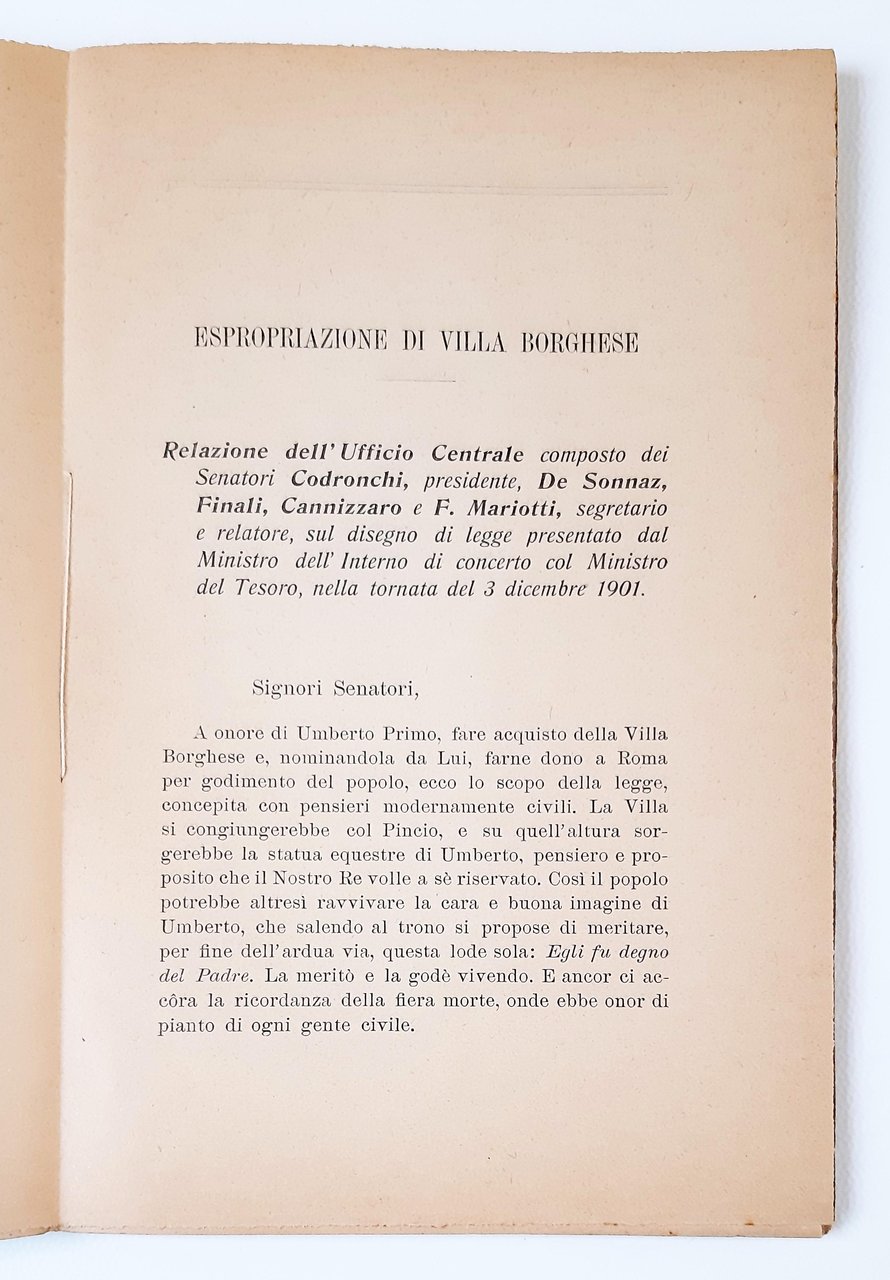 ESPROPRIAZIONE DI VILLA BORGHESE
Relazione dell'Ufficio Centrale composto dei
Senatori Codronchi, presidente, De Sonnaz,
Finali, Cannizzaro e F. Mariotti, segretario
e relatore, sul disegno di legge presentato dal
Ministro dell'Interno di concerto col Ministro
del Tesoro, nella tornata del 3 dicembre 1901.
Signori Senatori,
A onore di Umberto Primo, fare acquisto della Villa
Borghese e, nominandola da Lui, farne dono a Roma
per godimento del popolo, ecco lo scopo della legge,
concepita con pensieri modernamente civili. La Villa
si congiungerebbe col Pincio, e su quell'altura sor-
gerebbe la statua equestre di Umberto, pensiero e pro-
posito che il Nostro Re volle a sè riservato. Così il popolo
potrebbe altresì ravvivare la cara e buona imagine di
Umberto, che salendo al trono si propose di meritare,
per fine dell'ardua via, questa lode sola: Egli fu degno
del Padre. La meritò e la godè vivendo. E ancor ci ac-
côra la ricordanza della fiera morte, onde ebbe onor di
pianto di ogni gente civile.